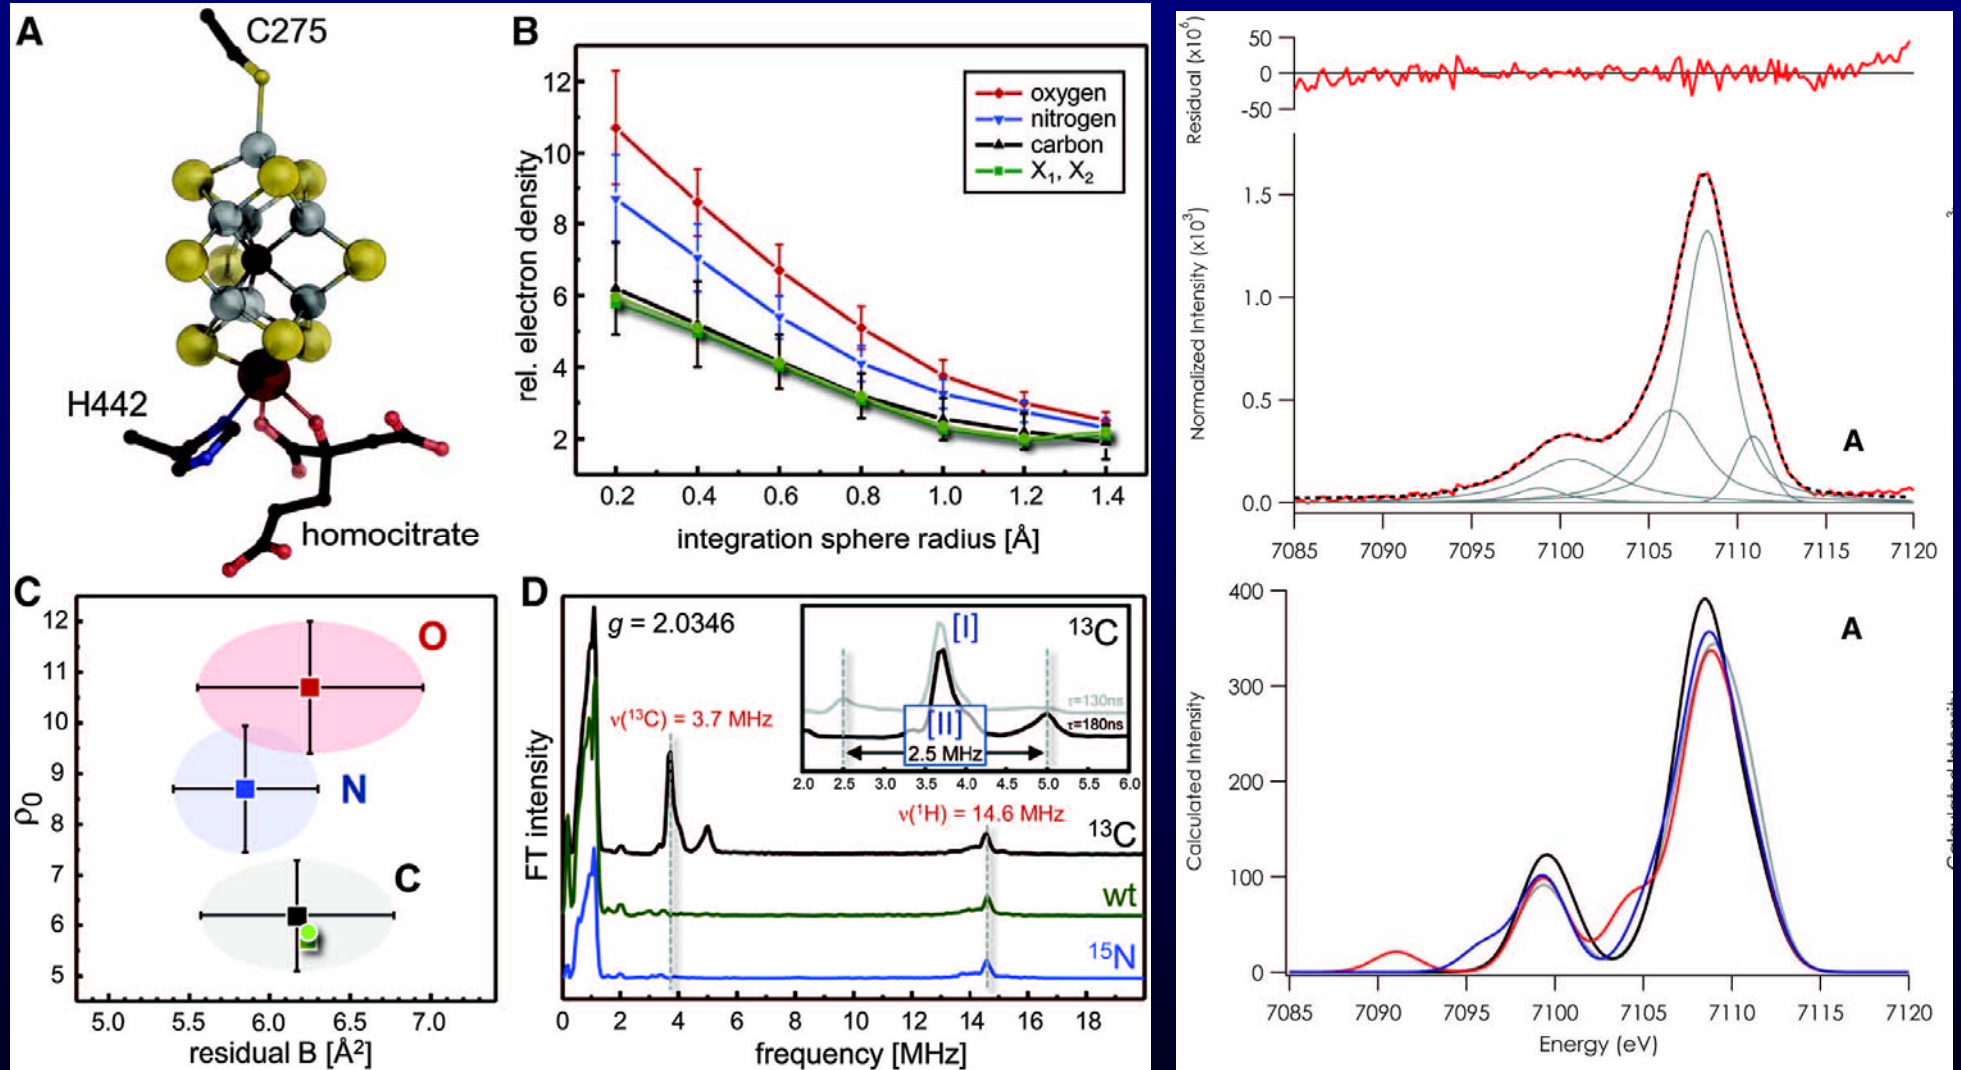 A
C275
H442
homocitrate
B
rel. electron density
12
10
8
6
4
2
oxygen
nitrogen
carbon
X₁, X₂
0.2 0.4 0.6 0.8 1.0 1.2 1.4
integration sphere radius [Å]
C
ρ₀
12
11
10
9
8
7
6
5
O
N
C
5.0 5.5 6.0 6.5 7.0
residual B [Å²]
D
FT intensity
g = 2.0346
ν(¹³C) = 3.7 MHz
[I]
¹³C
τ=130ns
[II]
τ=180ns
2.5 MHz
2.0 2.5 3.0 3.5 4.0 4.5 5.0 5.5 6.0
ν(¹H) = 14.6 MHz
¹³C
wt
¹⁵N
0 2 4 6 8 10 12 14 16 18
frequency [MHz]
Residual (x10⁶)
50
0
-50
Normalized Intensity (x10³)
1.5
1.0
0.5
0.0
A
7085 7090 7095 7100 7105 7110 7115 7120
Calculated Intensity
400
300
200
100
0
A
7085 7090 7095 7100 7105 7110 7115 7120
Energy (eV)